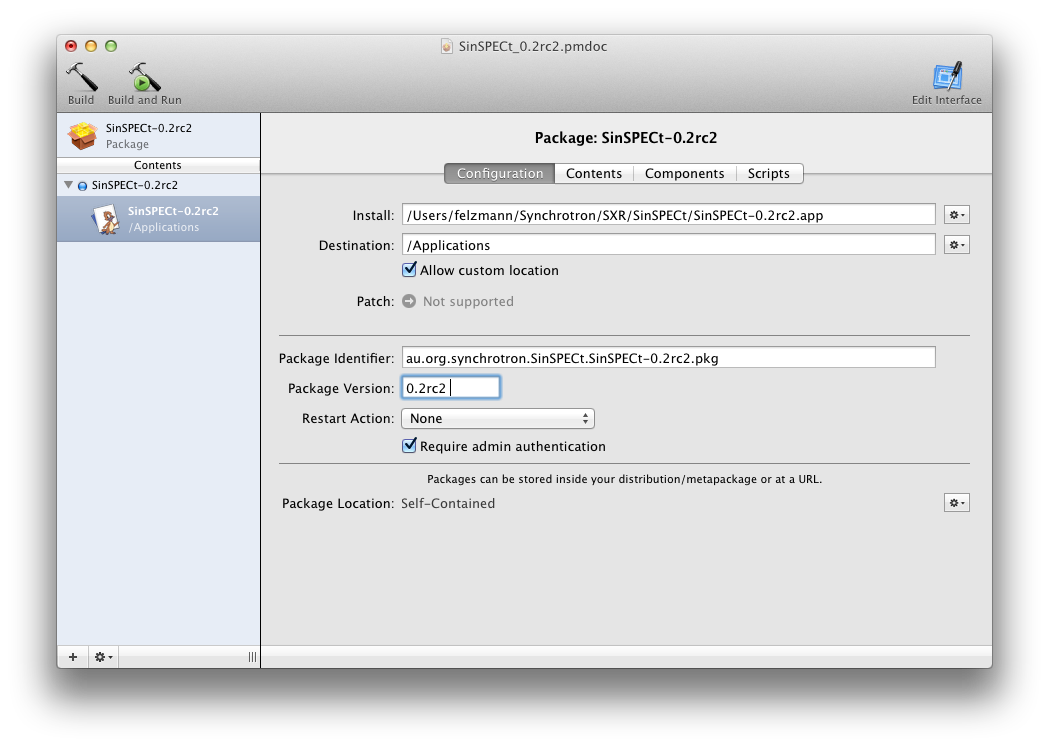 SinSPECt_0.2rc2.pmdoc
Build
Build and Run
Edit Interface
SinSPECt-0.2rc2
Package
Contents
SinSPECt-0.2rc2
SinSPECt-0.2rc2
/Applications
Package: SinSPECt-0.2rc2
Configuration Contents Components Scripts
Install: /Users/felzmann/Synchrotron/SXR/SinSPECt/SinSPECt-0.2rc2.app
Destination: /Applications
Allow custom location
Patch: Not supported
Package Identifier: au.org.synchrotron.SinSPECt.SinSPECt-0.2rc2.pkg
Package Version: 0.2rc2
Restart Action: None
Require admin authentication
Packages can be stored inside your distribution/metapackage or at a URL.
Package Location: Self-Contained